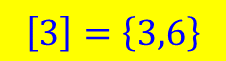 [3] = {3,6}